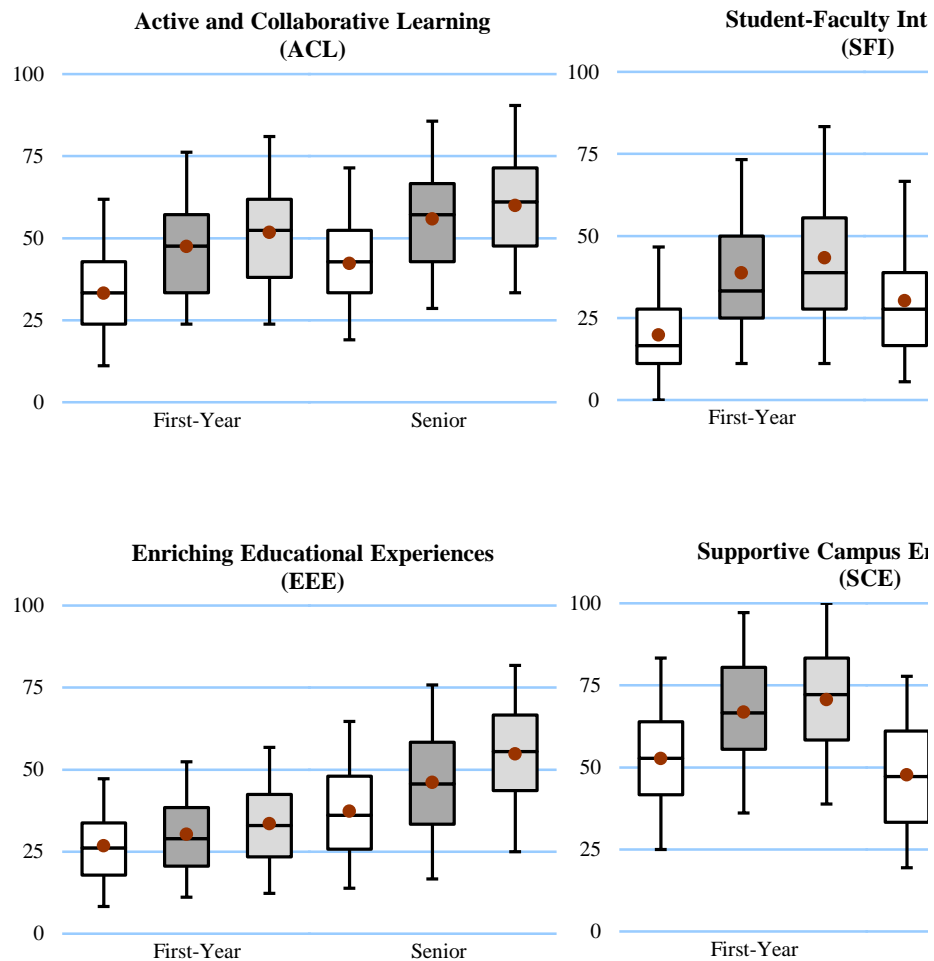 Active and Collaborative Learning
(ACL)
100
75
50
25
0
First-Year Senior
Student-Faculty Int
(SFI)
100
75
50
25
0
First-Year
Enriching Educational Experiences
(EEE)
100
75
50
25
0
First-Year Senior
Supportive Campus En
(SCE)
100
75
50
25
0
First-Year